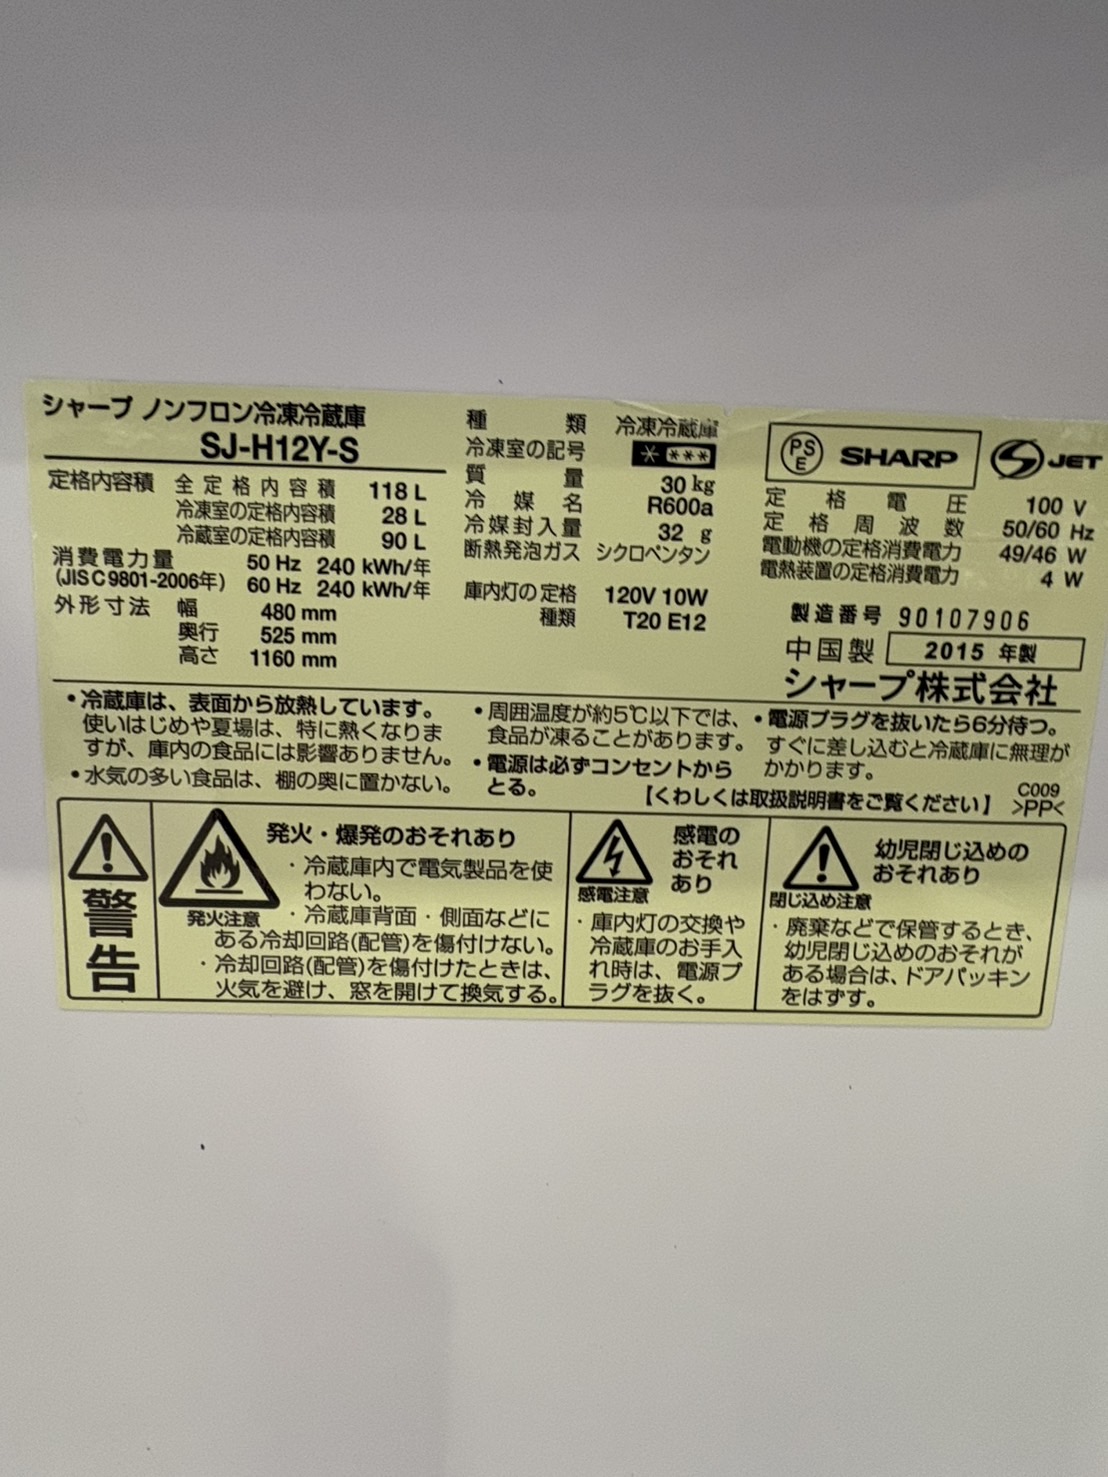 シャープ ノンフロン冷凍冷蔵庫
SJ-H12Y-S
定格内容積 全定格内容積 118 L
冷凍室の定格内容積 28 L
冷蔵室の定格内容積 90 L
消費電力量 50 Hz 240 kWh/年
(JIS C 9801-2006年) 60 Hz 240 kWh/年
外形寸法 幅 480 mm
奥行 525 mm
高さ 1160 mm
種類 冷凍冷蔵庫
冷凍室の記号 * ***
質量 30 kg
冷媒名 R600a
冷媒封入量 32 g
断熱発泡ガス シクロペンタン
庫内灯の定格 120V 10W
種類 T20 E12
PSE SHARP JET
定格電圧 100 V
定格周波数 50/60 Hz
電動機の定格消費電力 49/46 W
電熱装置の定格消費電力 4 W
製造番号 90107906
中国製 2015 年製
シャープ株式会社
・冷蔵庫は、表面から放熱しています。
使いはじめや夏場は、特に熱くなりま
すが、庫内の食品には影響ありません。
・水気の多い食品は、棚の奥に置かない。
・周囲温度が約5℃以下では、
食品が凍ることがあります。
・電源は必ずコンセントから
とる。
・電源プラグを抜いたら6分待つ。
すぐに差し込むと冷蔵庫に無理が
かかります。
【くわしくは取扱説明書をご覧ください】
C009
>PP<
警告
発火注意
発火・爆発のおそれあり
・冷蔵庫内で電気製品を使
わない。
・冷蔵庫背面・側面などに
ある冷却回路(配管)を傷付けない。
・冷却回路(配管)を傷付けたときは、
火気を避け、窓を開けて換気する。
感電注意
感電の
おそれ
あり
・庫内灯の交換や
冷蔵庫のお手入
れ時は、電源プ
ラグを抜く。
閉じ込め注意
幼児閉じ込めの
おそれあり
・廃棄などで保管するとき、
幼児閉じ込めのおそれが
ある場合は、ドアパッキン
をはずす。